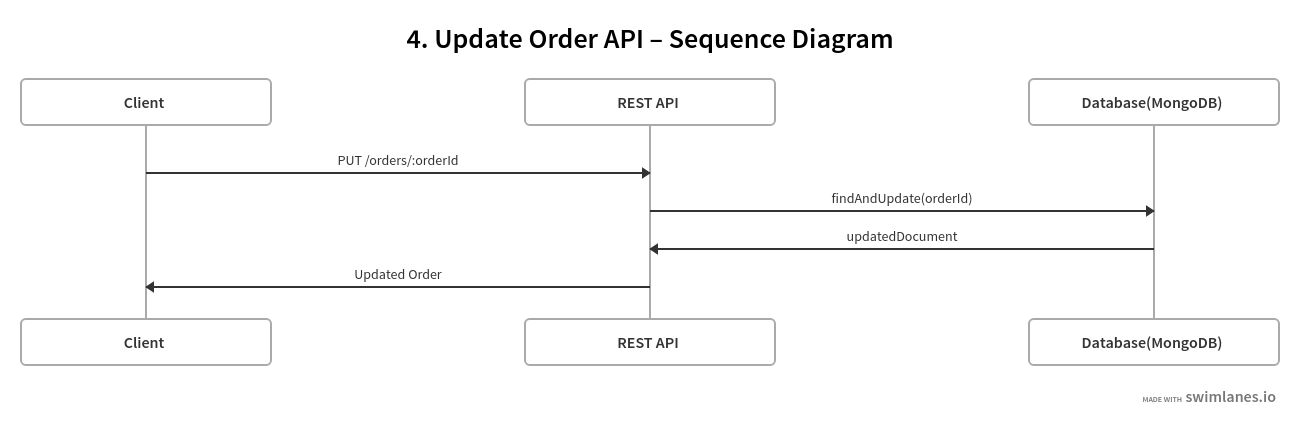 4. Update Order API – Sequence Diagram
Client
REST API
Database(MongoDB)
PUT /orders/:orderId
findAndUpdate(orderId)
updatedDocument
Updated Order
Client
REST API
Database(MongoDB)
MADE WITH swimlanes.io